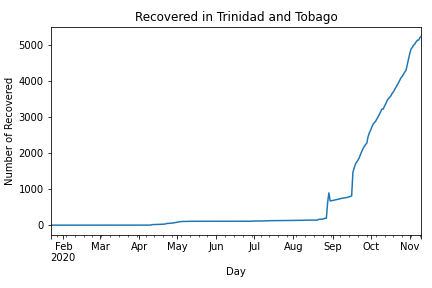 Recovered in Trinidad and Tobago
Number of Recovered
5000
4000
3000
2000
1000
0
Feb Mar Apr May Jun Jul Aug Sep Oct Nov
2020
Day